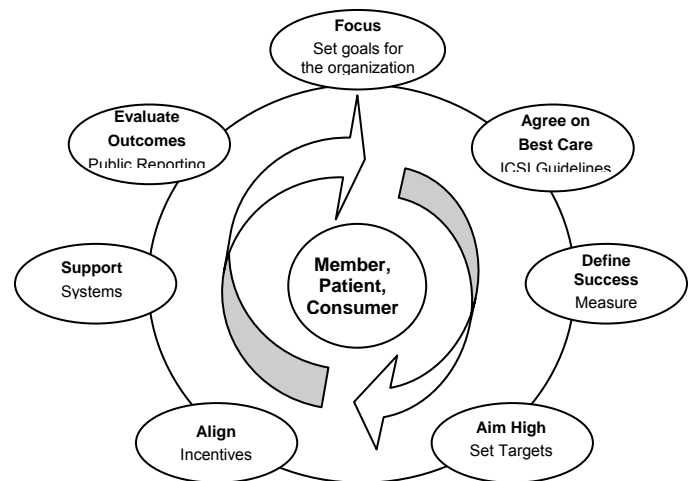 Focus
Set goals for
the organization
Agree on
Best Care
ICSI Guidelines
Define
Success
Measure
Aim High
Set Targets
Align
Incentives
Support
Systems
Evaluate
Outcomes
Public Reporting
Member,
Patient,
Consumer